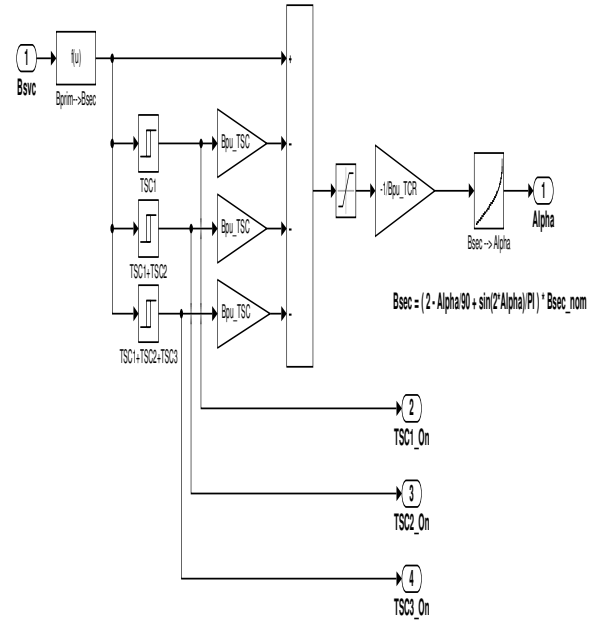 1
Bsvc
f(u)
Bprim-->Bsec
+
-
-
-
TSC1
Bpu_TSC
TSC1+TSC2
Bpu_TSC
TSC1+TSC2+TSC3
Bpu_TSC
-1/Bpu_TCR
Bsec --> Alpha
1
Alpha
Bsec = ( 2 - Alpha/90 + sin(2*Alpha)/PI ) * Bsec_nom
2
TSC1_On
3
TSC2_On
4
TSC3_On